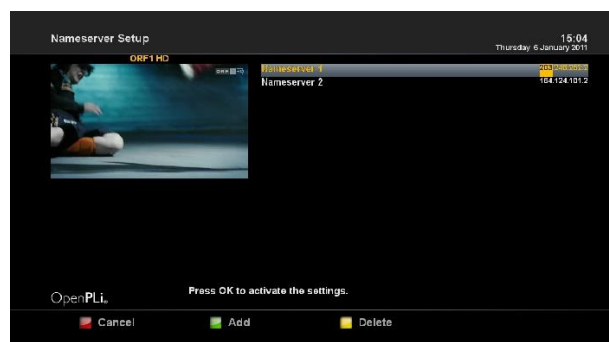 Nameserver Setup
15:04
Thursday 6 January 2011
ORF1 HD
Nameserver 1
Nameserver 2
164.124.101.2
Press OK to activate the settings.
OpenPLi
Cancel
Add
Delete